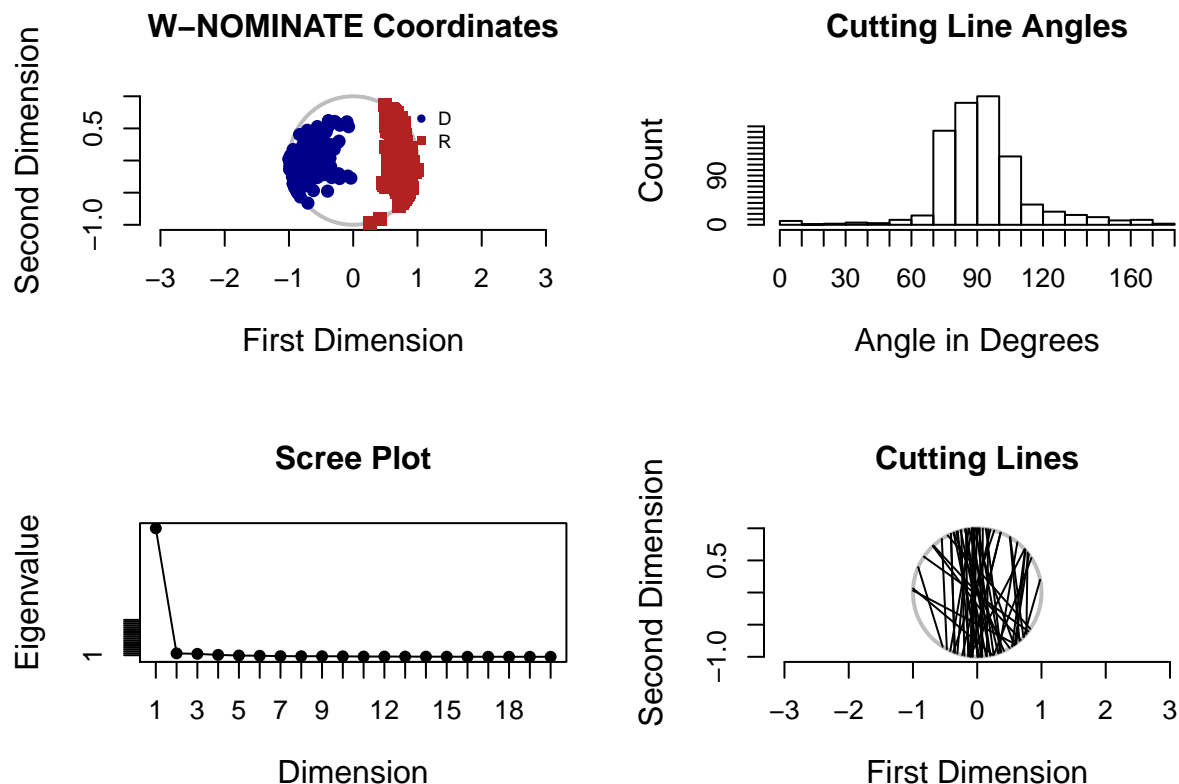 W−NOMINATE Coordinates
Second Dimension
−1.0 0.5
D
R
−3 −2 −1 0 1 2 3
First Dimension
Cutting Line Angles
Count
0 90
0 30 60 90 120 160
Angle in Degrees
Scree Plot
Eigenvalue
1
1 3 5 7 9 12 15 18
Dimension
Cutting Lines
Second Dimension
−1.0 0.5
−3 −2 −1 0 1 2 3
First Dimension